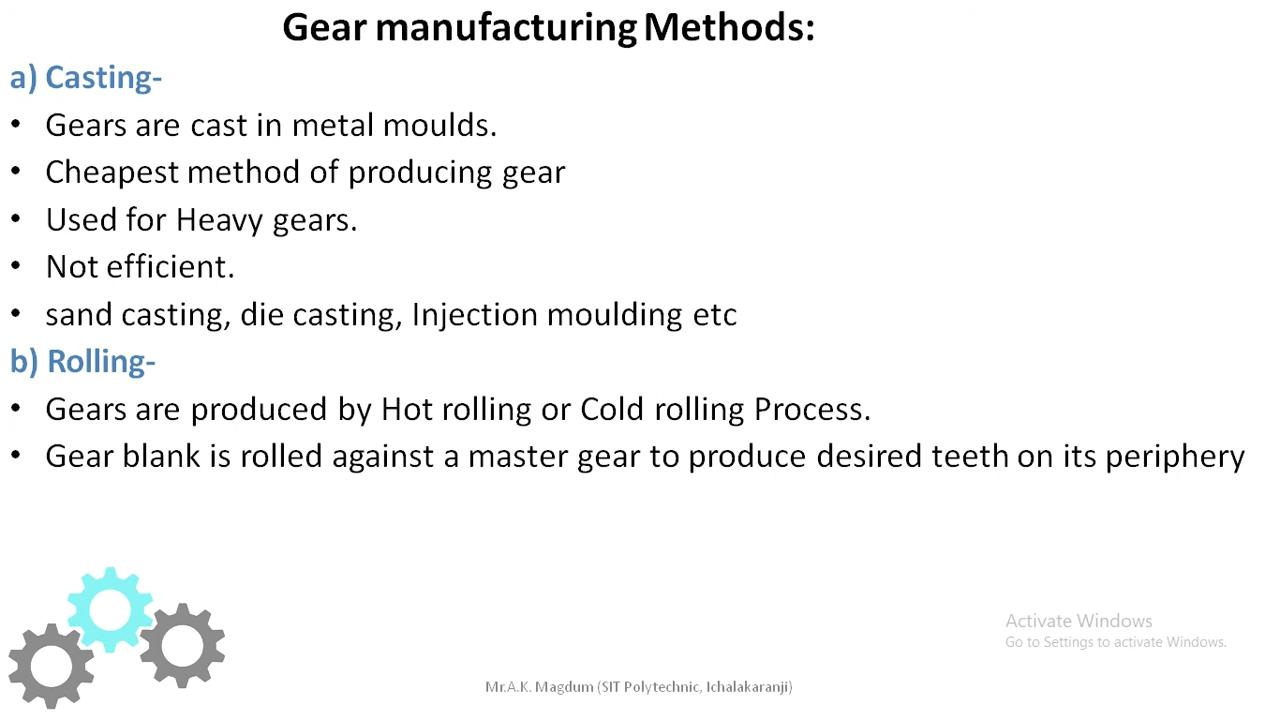 Gear manufacturing Methods:
a) Casting-
• Gears are cast in metal moulds.
• Cheapest method of producing gear
• Used for Heavy gears.
• Not efficient.
• sand casting, die casting, Injection moulding etc
b) Rolling-
• Gears are produced by Hot rolling or Cold rolling Process.
• Gear blank is rolled against a master gear to produce desired teeth on its periphery
Activate Windows
Go to Settings to activate Windows.
Mr.A.K. Magdum (SIT Polytechnic, Ichalakaranji)